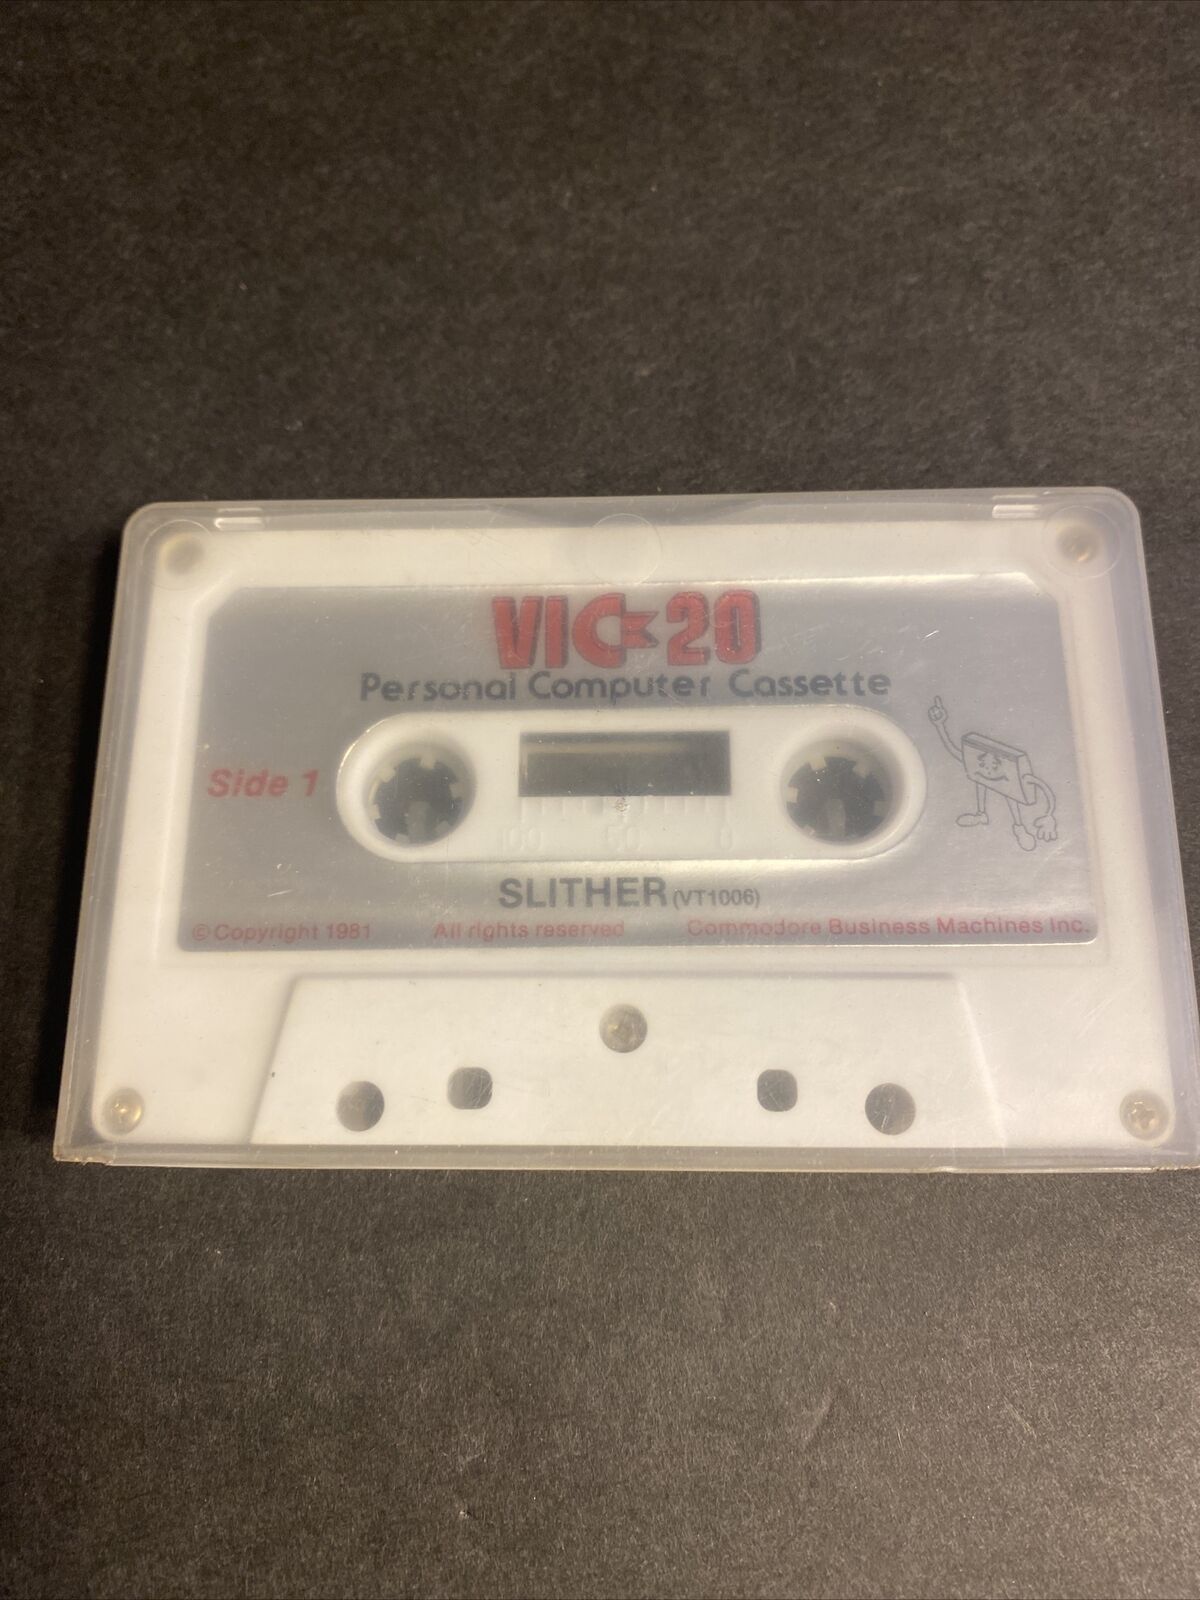 VIC-20
Personal Computer Cassette
Side 1
100 50 0
SLITHER (VT1006)
© Copyright 1981 All rights reserved Commodore Business Machines Inc.